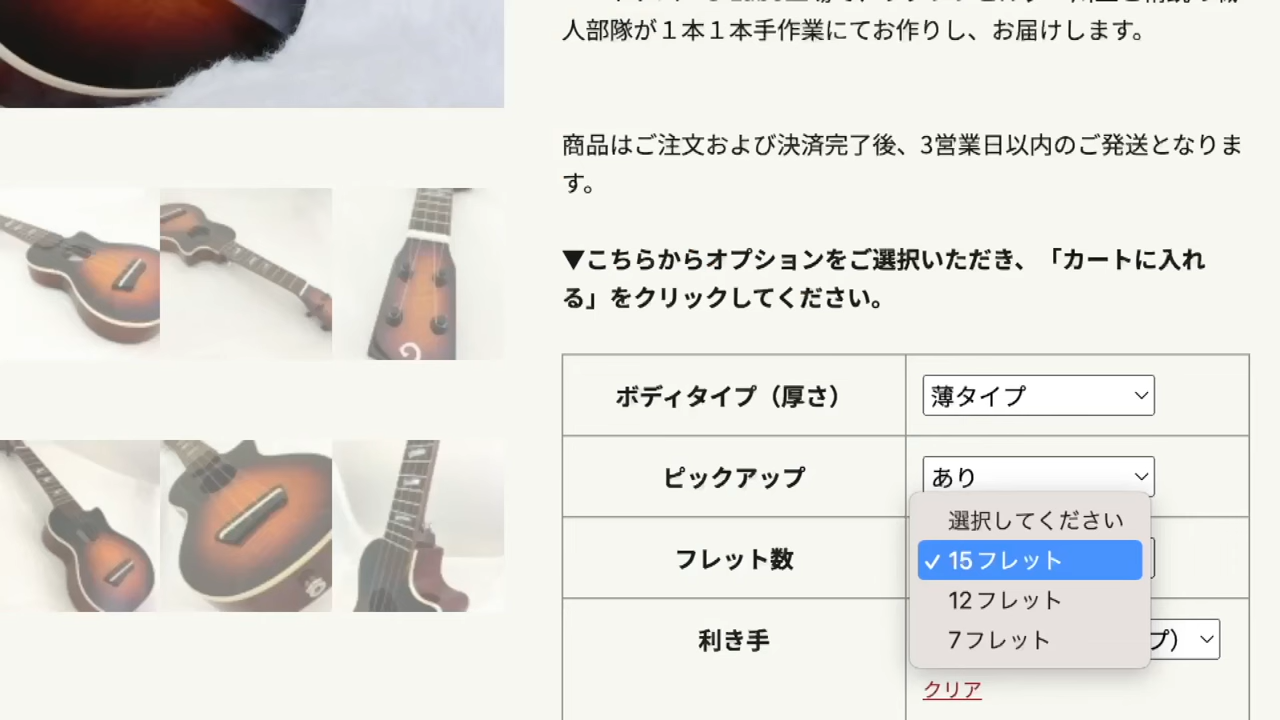 人部隊が１本１本手作業にてお作りし、お届けします。
商品はご注文および決済完了後、3営業日以内のご発送となりま
す。
▼こちらからオプションをご選択いただき、「カートに入れ
る」をクリックしてください。
ボディタイプ（厚さ）
薄タイプ
ピックアップ
あり
フレット数
選択してください
✓ 15フレット
12フレット
7フレット
利き手
プ）
クリア